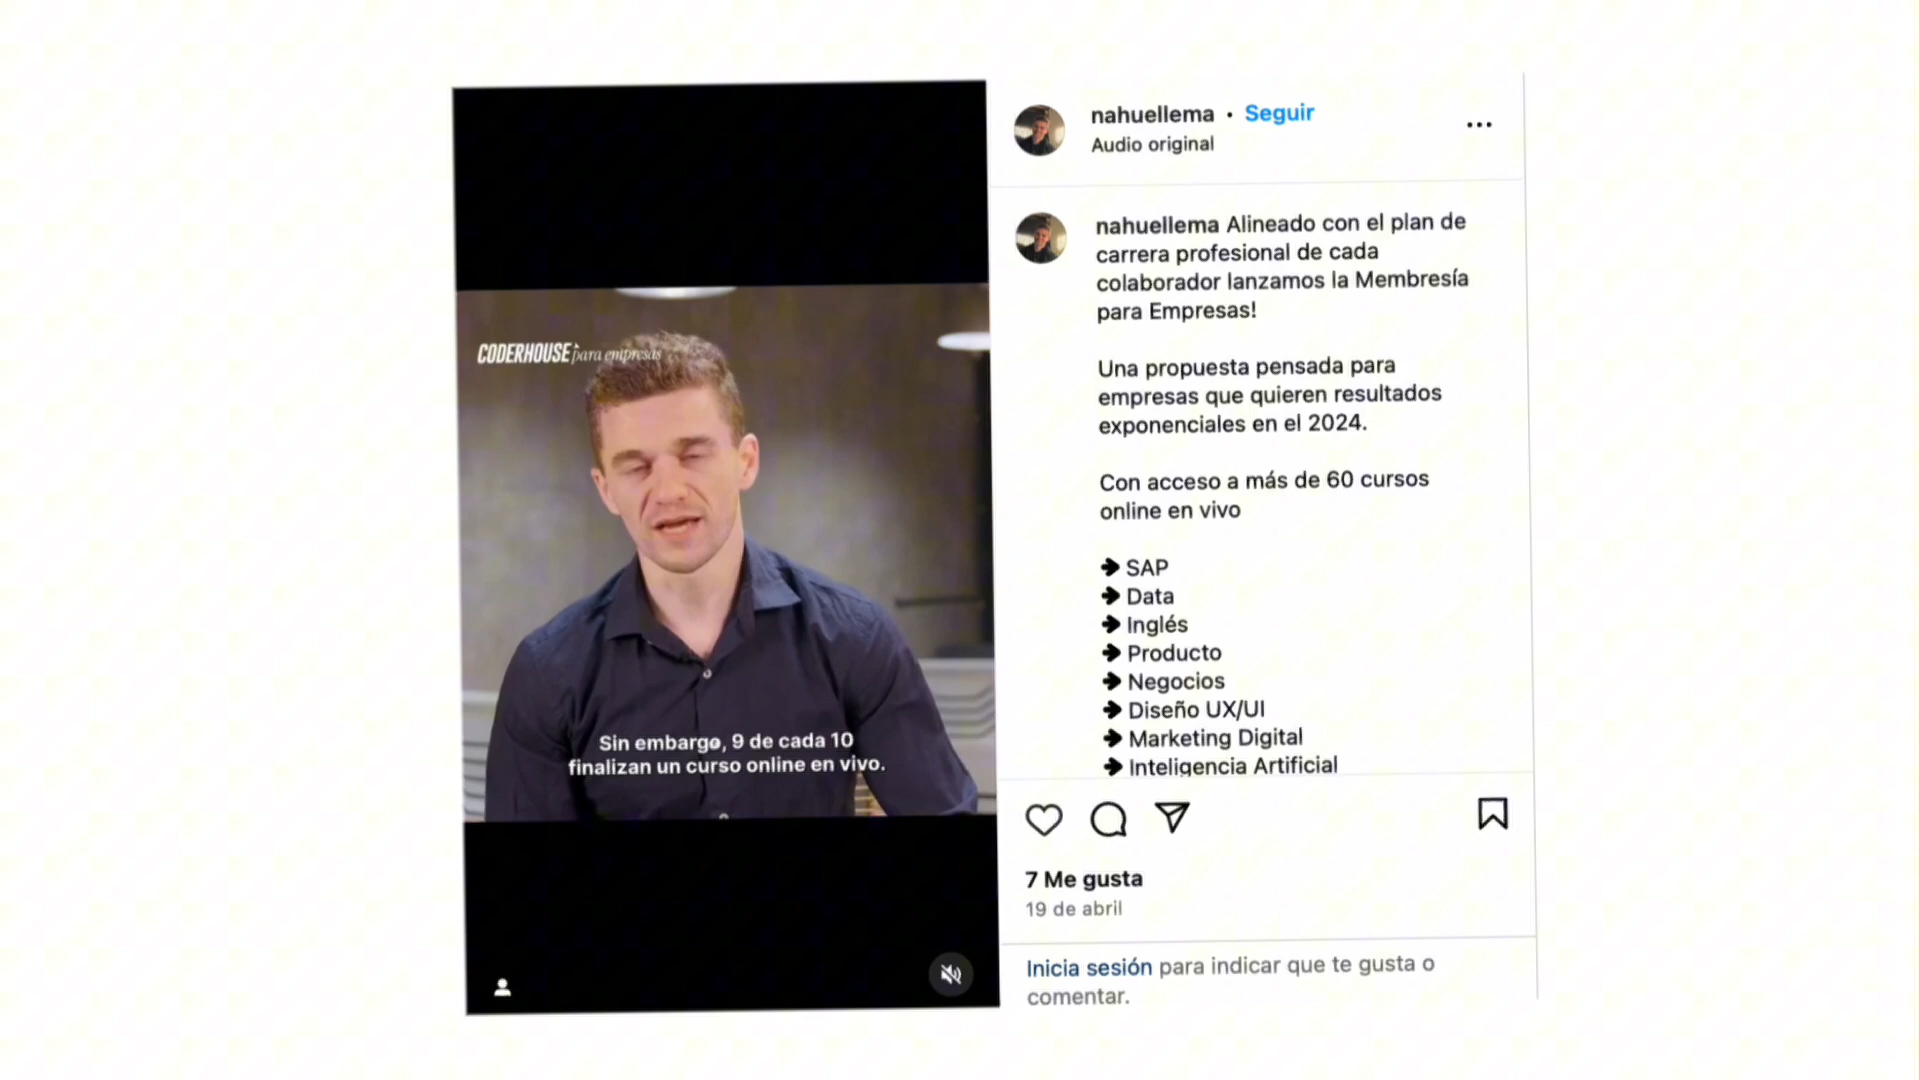 CODERHOUSE para empresas
Sin embargo, 9 de cada 10
finalizan un curso online en vivo.
nahuellema • Seguir
Audio original
nahuellema Alineado con el plan de
carrera profesional de cada
colaborador lanzamos la Membresía
para Empresas!
Una propuesta pensada para
empresas que quieren resultados
exponenciales en el 2024.
Con acceso a más de 60 cursos
online en vivo
→ SAP
→ Data
→ Inglés
→ Producto
→ Negocios
→ Diseño UX/UI
→ Marketing Digital
→ Inteligencia Artificial
7 Me gusta
19 de abril
Inicia sesión para indicar que te gusta o
comentar.